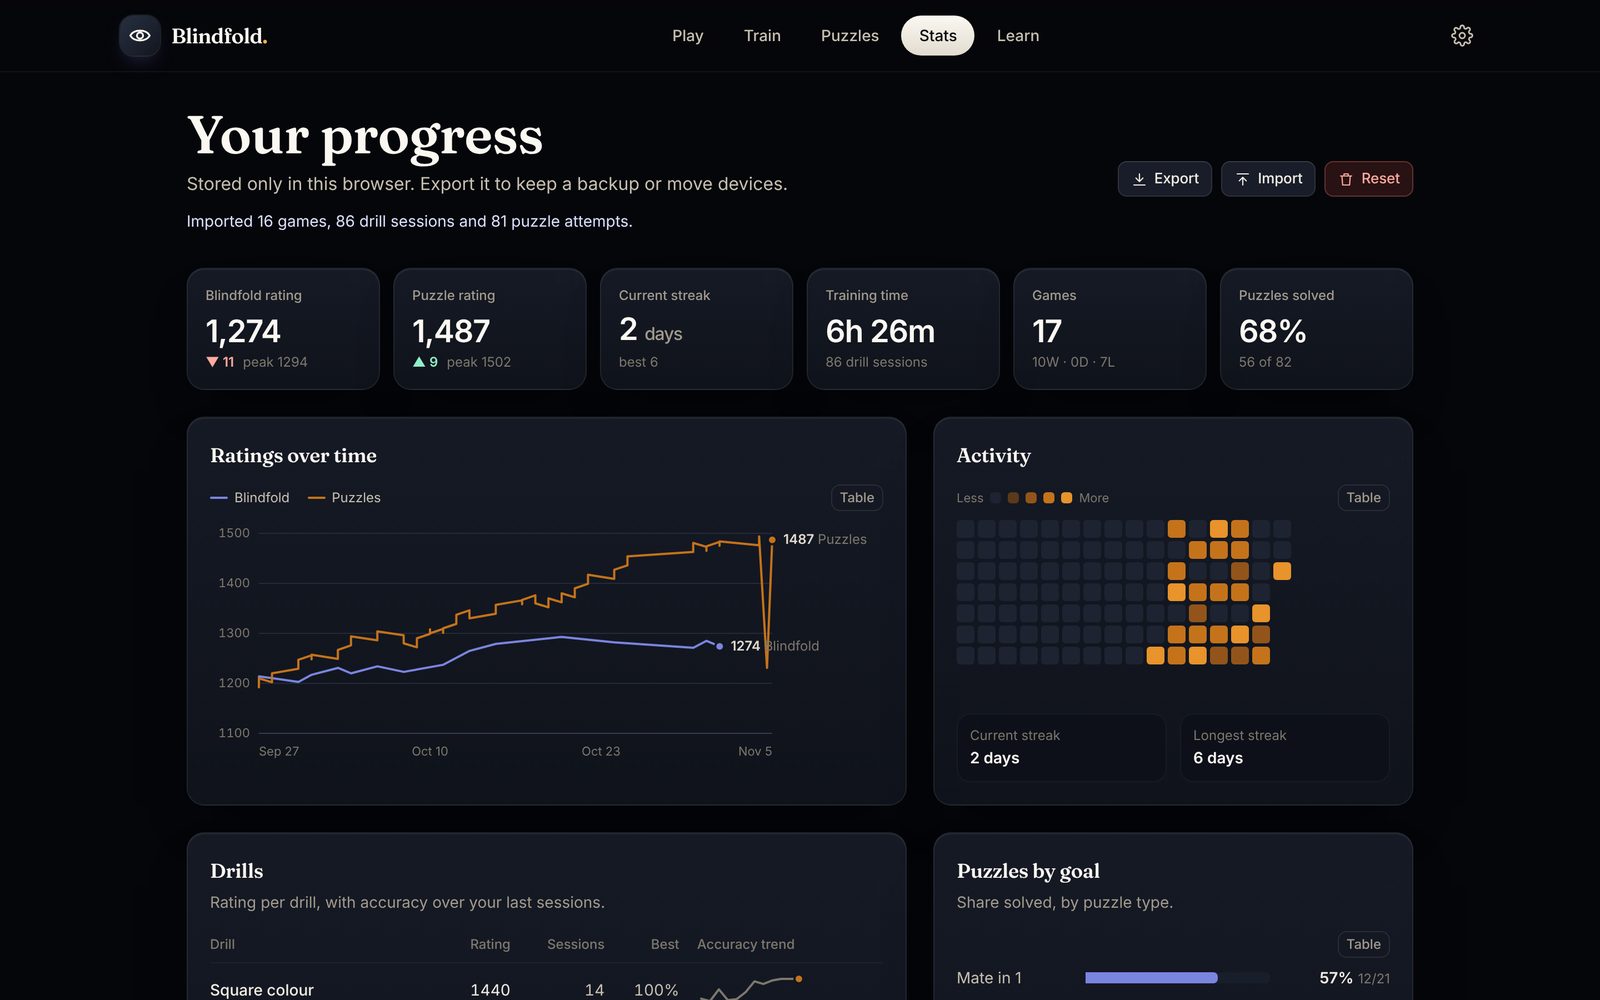 Blindfold.
Play Train Puzzles Stats Learn
Your progress
Stored only in this browser. Export it to keep a backup or move devices.
Imported 16 games, 86 drill sessions and 81 puzzle attempts.
Export Import Reset
Blindfold rating
1,274
▼ 11 peak 1294
Puzzle rating
1,487
▲ 9 peak 1502
Current streak
2 days
best 6
Training time
6h 26m
86 drill sessions
Games
17
10W · 0D · 7L
Puzzles solved
68%
56 of 82
Ratings over time
Blindfold Puzzles Table
1500
1400
1300
1200
1100
1487 Puzzles
1274 Blindfold
Sep 27 Oct 10 Oct 23 Nov 5
Activity
Less More Table
Current streak
2 days
Longest streak
6 days
Drills
Rating per drill, with accuracy over your last sessions.
Drill Rating Sessions Best Accuracy trend
Square colour 1440 14 100%
Puzzles by goal
Share solved, by puzzle type.
Table
Mate in 1 57% 12/21